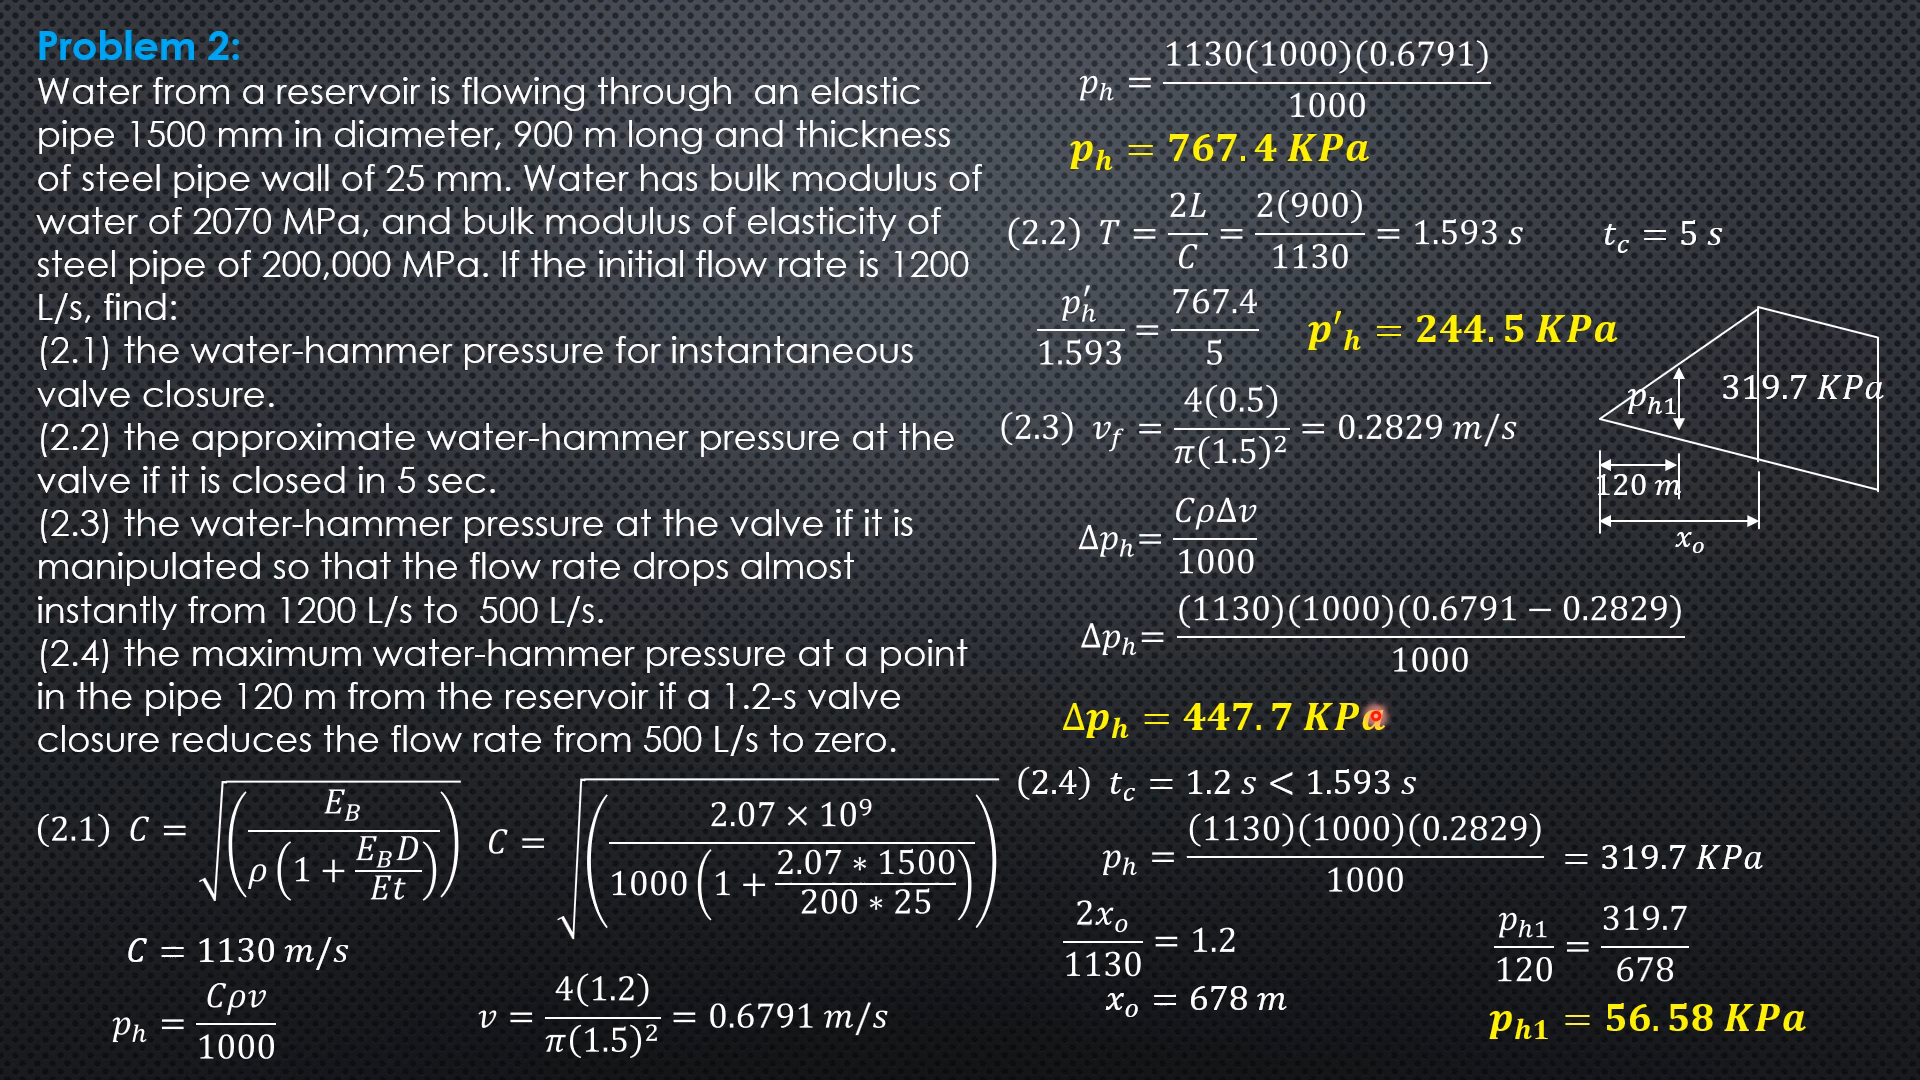 Problem 2:
Water from a reservoir is flowing through an elastic
pipe 1500 mm in diameter, 900 m long and thickness
of steel pipe wall of 25 mm. Water has bulk modulus of
water of 2070 MPa, and bulk modulus of elasticity of
steel pipe of 200,000 MPa. If the initial flow rate is 1200
L/s, find:
(2.1) the water-hammer pressure for instantaneous
valve closure.
(2.2) the approximate water-hammer pressure at the
valve if it is closed in 5 sec.
(2.3) the water-hammer pressure at the valve if it is
manipulated so that the flow rate drops almost
instantly from 1200 L/s to 500 L/s.
(2.4) the maximum water-hammer pressure at a point
in the pipe 120 m from the reservoir if a 1.2-s valve
closure reduces the flow rate from 500 L/s to zero.
(2.1) C = √(E_B / (ρ(1 + E_B D / Et)))
C = √(2.07 × 10⁹ / (1000(1 + 2.07 * 1500 / 200 * 25)))
C = 1130 m/s
p_h = Cρv / 1000
v = 4(1.2) / π(1.5)² = 0.6791 m/s
p_h = 1130(1000)(0.6791) / 1000
p_h = 767.4 KPa
(2.2) T = 2L / C = 2(900) / 1130 = 1.593 s
t_c = 5 s
p′_h / 1.593 = 767.4 / 5
p′_h = 244.5 KPa
(2.3) v_f = 4(0.5) / π(1.5)² = 0.2829 m/s
Δp_h = CρΔv / 1000
Δp_h = (1130)(1000)(0.6791 − 0.2829) / 1000
Δp_h = 447.7 KPa
p_h1
319.7 KPa
120 m
x_o
(2.4) t_c = 1.2 s < 1.593 s
p_h = (1130)(1000)(0.2829) / 1000 = 319.7 KPa
2x_o / 1130 = 1.2
x_o = 678 m
p_h1 / 120 = 319.7 / 678
p_h1 = 56.58 KPa